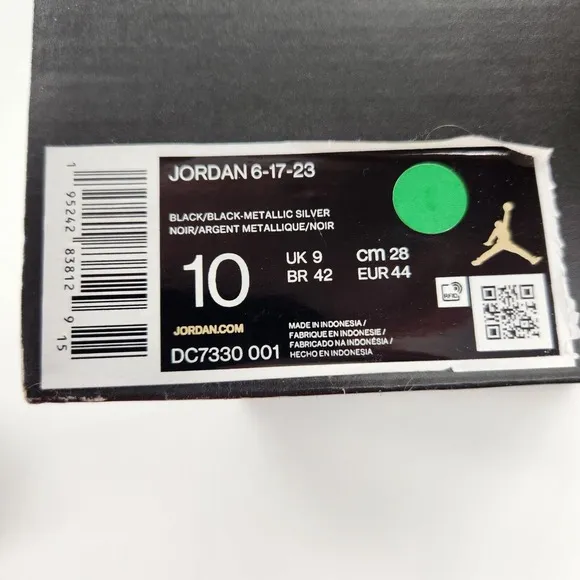 JORDAN 6-17-23
BLACK/BLACK-METALLIC SILVER
NOIR/ARGENT METALLIQUE/NOIR
10
UK 9 cm 28
BR 42 EUR 44
JORDAN.COM
DC7330 001
MADE IN INDONESIA/
FABRIQUE EN INDONESIE/
FABRICADO NA INDONÉSIA/
HECHO EN INDONESIA
RFID
1 95242 83812 9 15